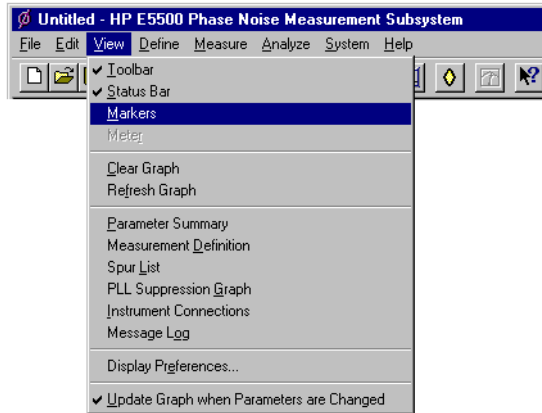 Untitled - HP E5500 Phase Noise Measurement Subsystem
File Edit View Define Measure Analyze System Help
✓ Toolbar
✓ Status Bar
Markers
Meter
Clear Graph
Refresh Graph
Parameter Summary
Measurement Definition
Spur List
PLL Suppression Graph
Instrument Connections
Message Log
Display Preferences...
✓ Update Graph when Parameters are Changed